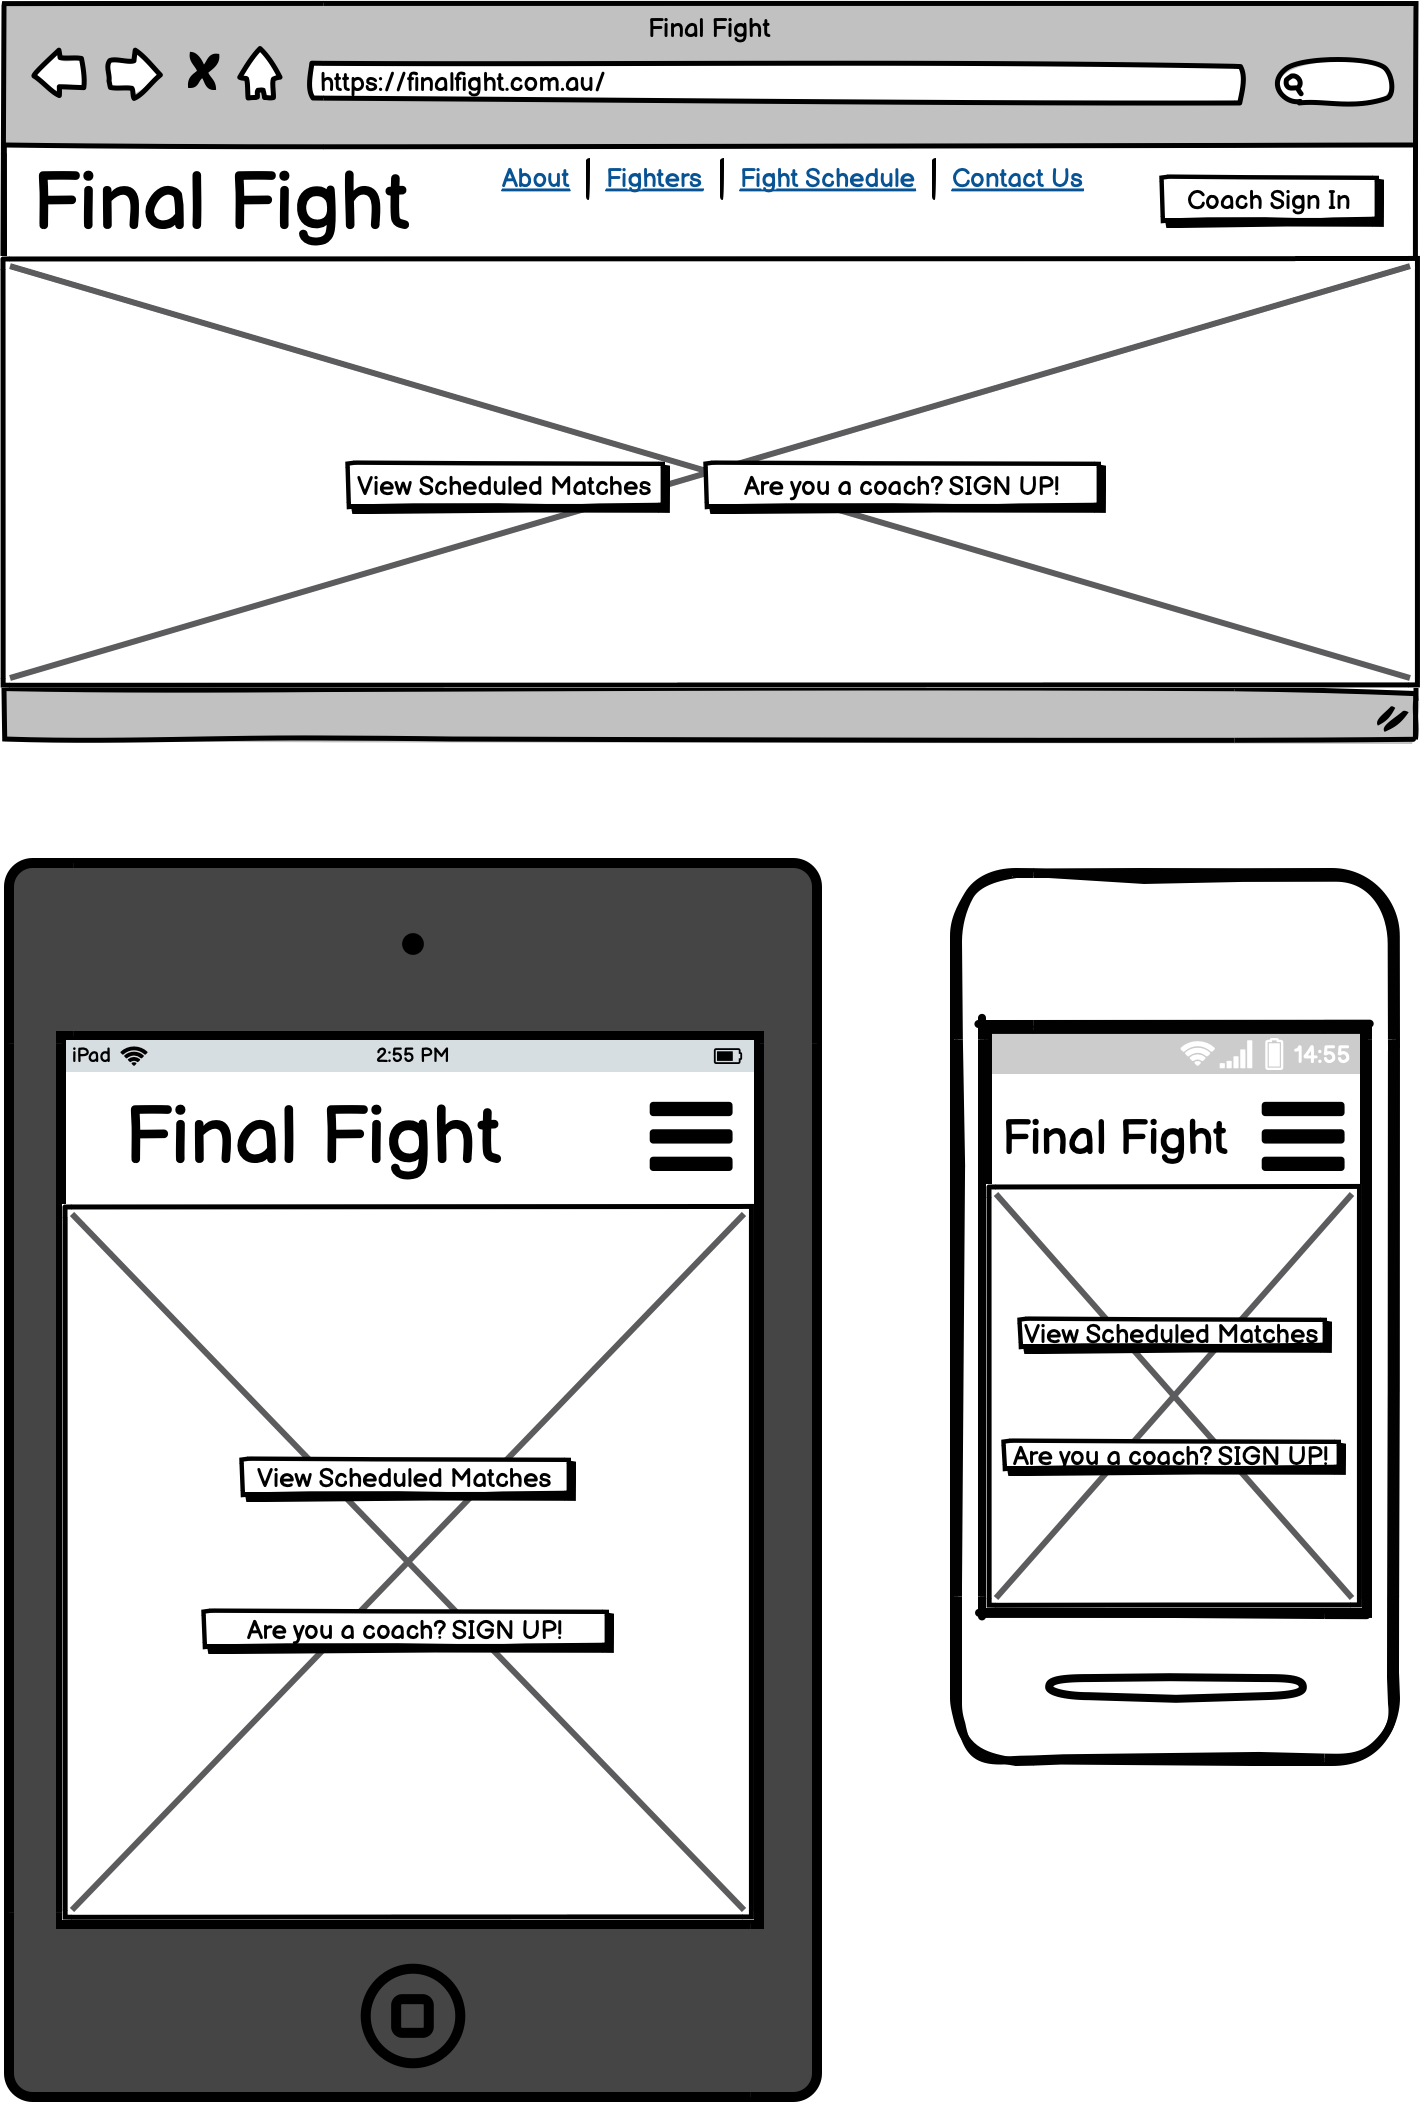 Final Fight
https://finalfight.com.au/
Final Fight
About | Fighters | Fight Schedule | Contact Us
Coach Sign In
View Scheduled Matches
Are you a coach? SIGN UP!
iPad 2:55 PM
Final Fight
View Scheduled Matches
Are you a coach? SIGN UP!
14:55
Final Fight
View Scheduled Matches
Are you a coach? SIGN UP!